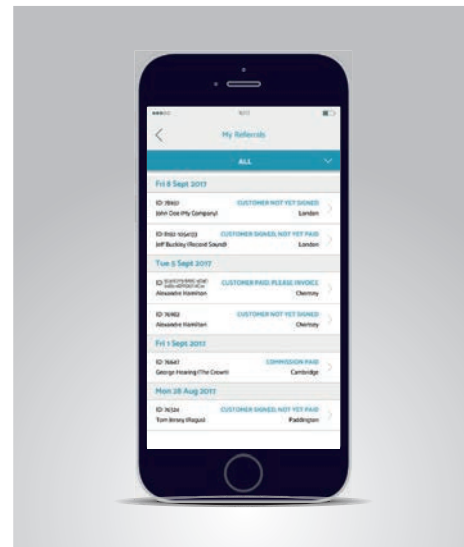 My Referrals
ALL
Fri 8 Sept 2017
CUSTOMER NOT YET SIGNED
John Doe (My Company) London
CUSTOMER SIGNED, NOT YET PAID
Jeff Buckley (Record Sound) London
Tue 5 Sept 2017
CUSTOMER PAID, PLEASE INVOICE
Alexandre Hamilton Chertsey
CUSTOMER NOT YET SIGNED
Alexandre Hamilton Chertsey
Fri 1 Sept 2017
COMMISSION PAID
George Hearing (The Crown) Cambridge
Mon 28 Aug 2017
CUSTOMER SIGNED, NOT YET PAID
Tom Jersey (Ragus) Paddington